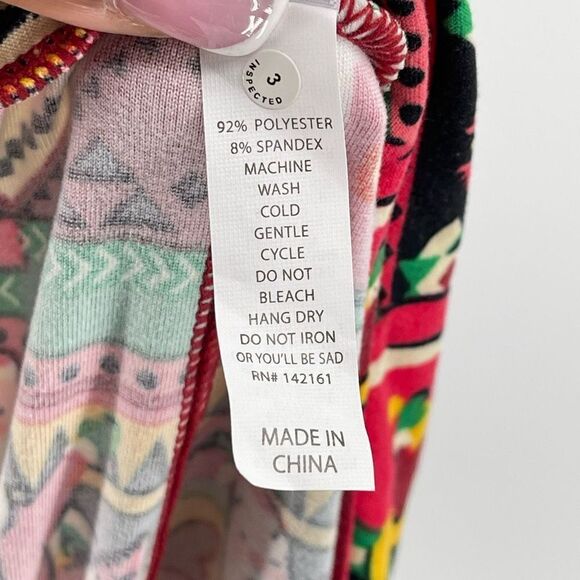 3
INSPECTED
92% POLYESTER
8% SPANDEX
MACHINE
WASH
COLD
GENTLE
CYCLE
DO NOT
BLEACH
HANG DRY
DO NOT IRON
OR YOU'LL BE SAD
RN# 142161
MADE IN
CHINA